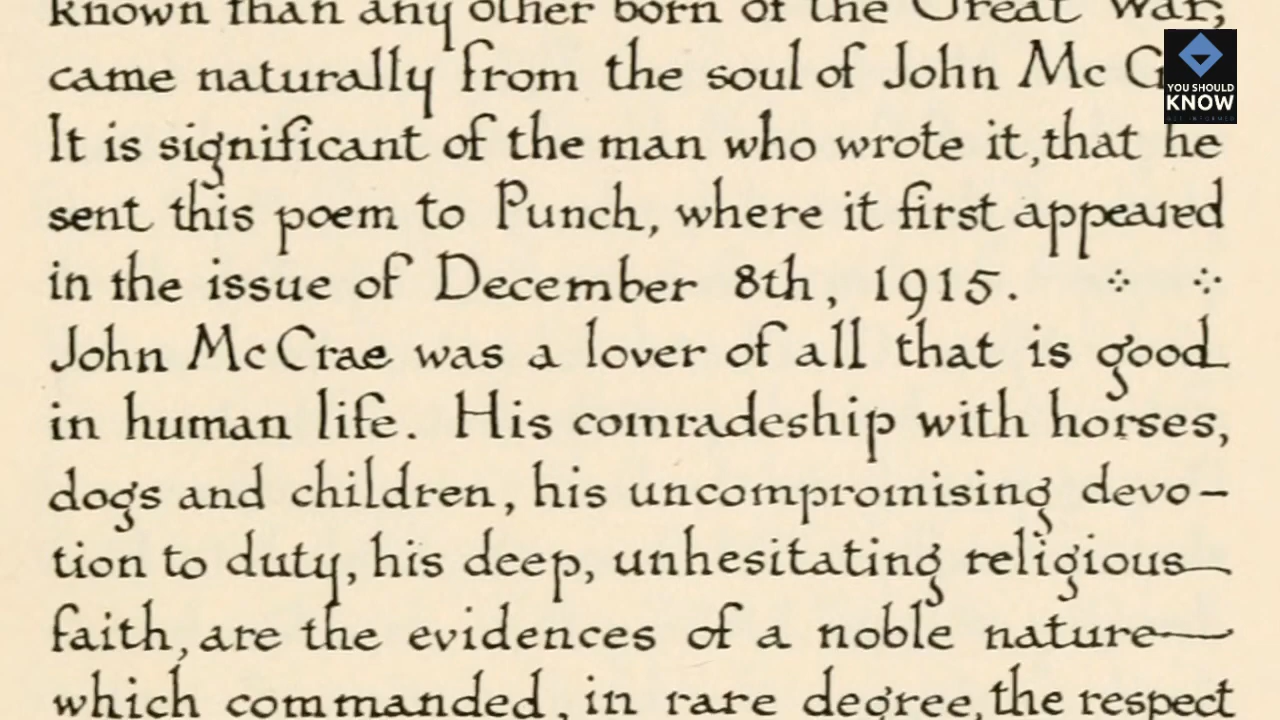 known than any other born of the Great War,
came naturally from the soul of John Mc
It is significant of the man who wrote it, that he
sent this poem to Punch, where it first appeared
in the issue of December 8th, 1915.
John McCrae was a lover of all that is good
in human life. His comradeship with horses,
dogs and children, his uncompromising devo-
tion to duty, his deep, unhesitating religious
faith, are the evidences of a noble nature
which commanded, in rare degree, the respect
YOU SHOULD
KNOW
GET INFORMED